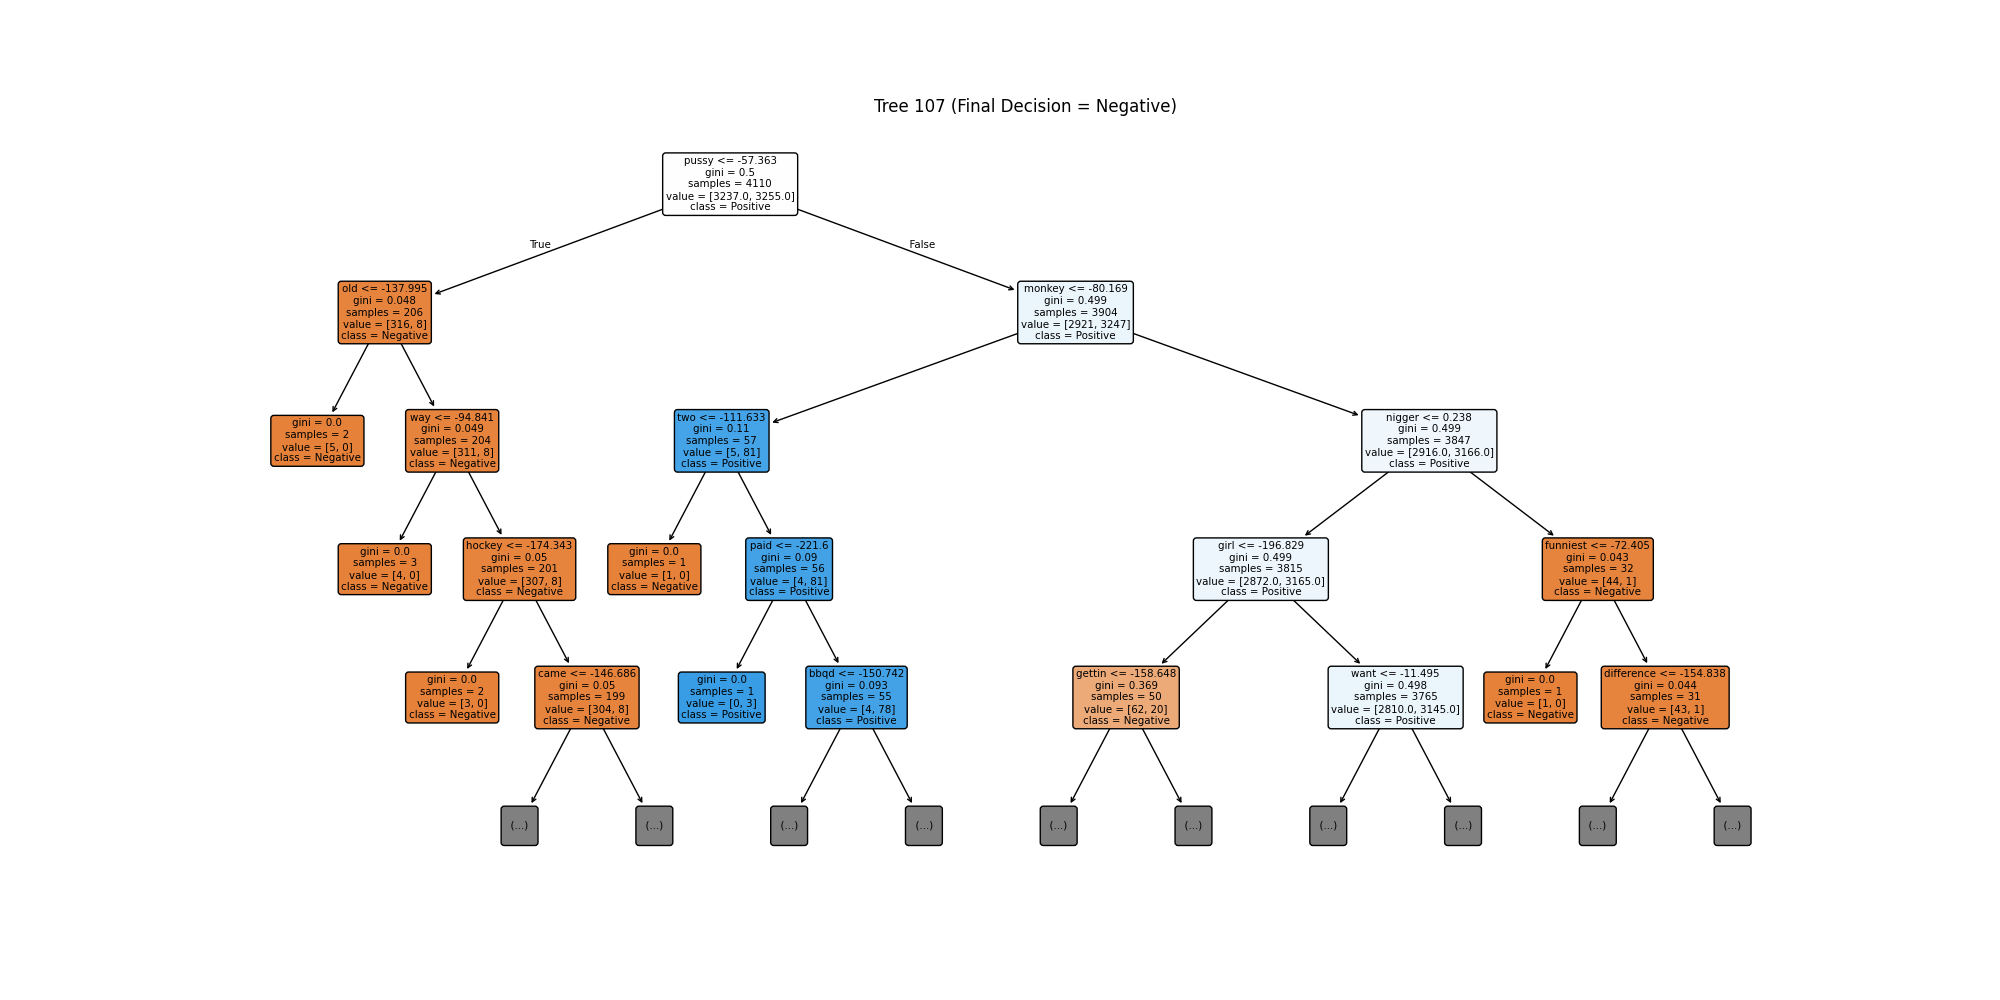 Tree 107 (Final Decision = Negative)
pussy <= -57.363
gini = 0.5
samples = 4110
value = [3237.0, 3255.0]
class = Positive
True
False
old <= -137.995
gini = 0.048
samples = 206
value = [316, 8]
class = Negative
monkey <= -80.169
gini = 0.499
samples = 3904
value = [2921, 3247]
class = Positive
gini = 0.0
samples = 2
value = [5, 0]
class = Negative
way <= -94.841
gini = 0.049
samples = 204
value = [311, 8]
class = Negative
two <= -111.633
gini = 0.11
samples = 57
value = [5, 81]
class = Positive
nigger <= 0.238
gini = 0.499
samples = 3847
value = [2916.0, 3166.0]
class = Positive
gini = 0.0
samples = 3
value = [4, 0]
class = Negative
hockey <= -174.343
gini = 0.05
samples = 201
value = [307, 8]
class = Negative
gini = 0.0
samples = 1
value = [1, 0]
class = Negative
paid <= -221.6
gini = 0.09
samples = 56
value = [4, 81]
class = Positive
girl <= -196.829
gini = 0.499
samples = 3815
value = [2872.0, 3165.0]
class = Positive
funniest <= -72.405
gini = 0.043
samples = 32
value = [44, 1]
class = Negative
gini = 0.0
samples = 2
value = [3, 0]
class = Negative
came <= -146.686
gini = 0.05
samples = 199
value = [304, 8]
class = Negative
gini = 0.0
samples = 1
value = [0, 3]
class = Positive
bbqd <= -150.742
gini = 0.093
samples = 55
value = [4, 78]
class = Positive
gettin <= -158.648
gini = 0.369
samples = 50
value = [62, 20]
class = Negative
want <= -11.495
gini = 0.498
samples = 3765
value = [2810.0, 3145.0]
class = Positive
gini = 0.0
samples = 1
value = [1, 0]
class = Negative
difference <= -154.838
gini = 0.044
samples = 31
value = [43, 1]
class = Negative
(...)
(...)
(...)
(...)
(...)
(...)
(...)
(...)
(...)
(...)